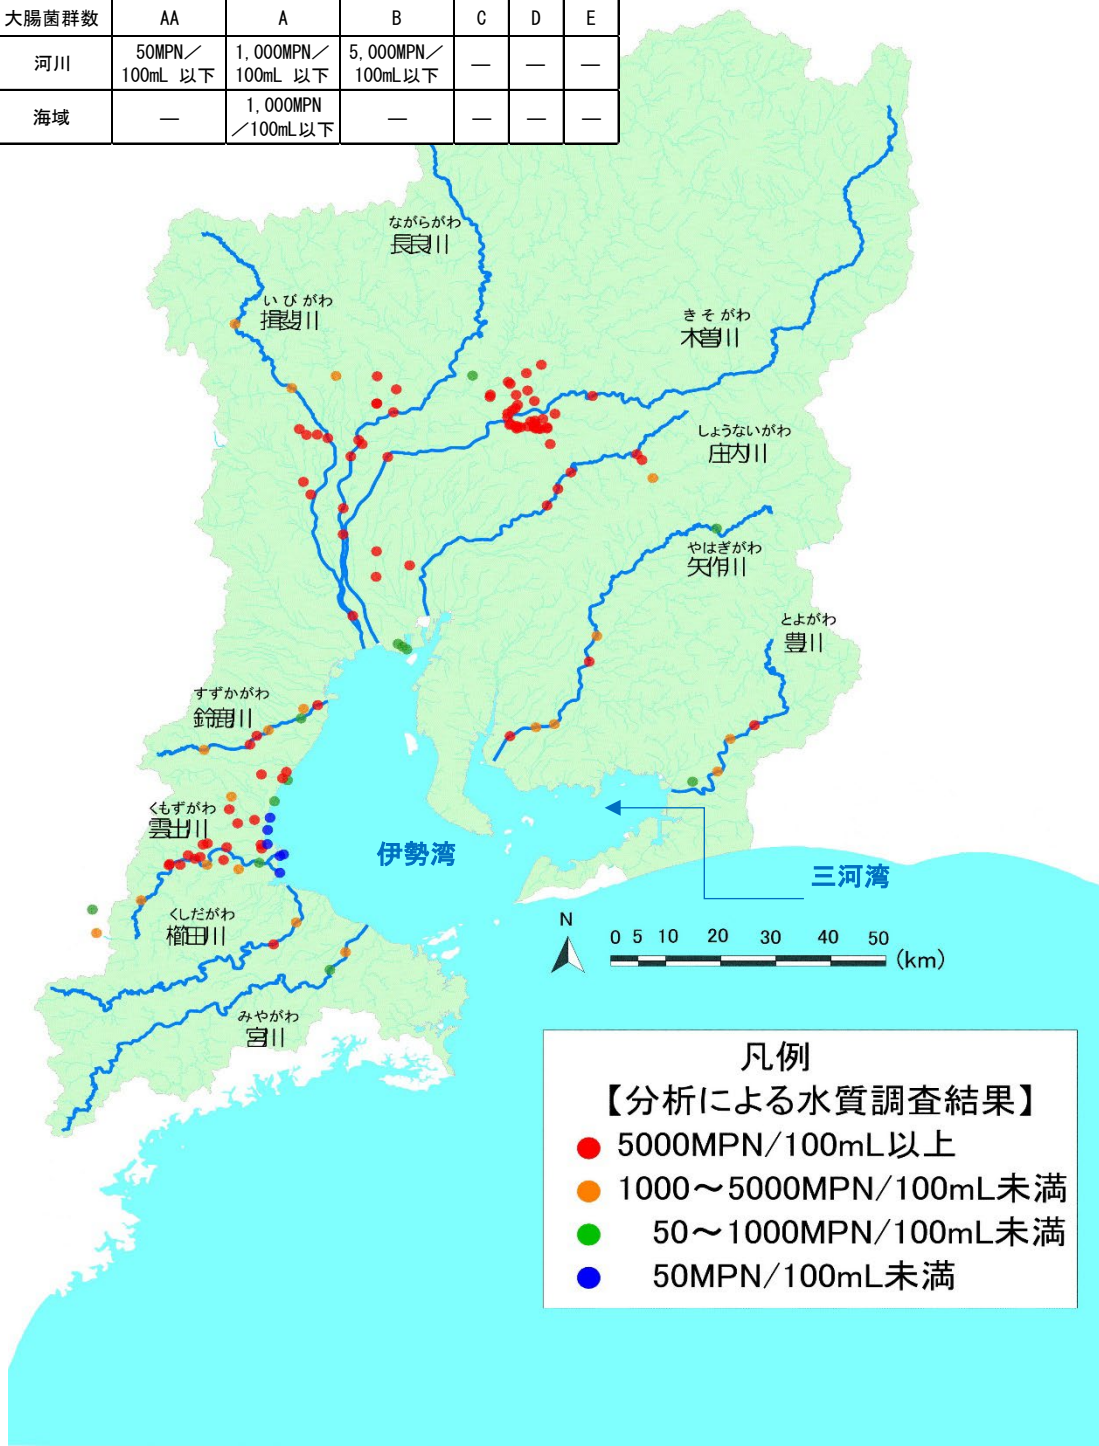 大腸菌群数 AA A B C D E
河川 50MPN／100mL 以下 1,000MPN／100mL 以下 5,000MPN／100mL以下 ― ― ―
海域 ― 1,000MPN／100mL以下 ― ― ― ―
ながらがわ
長良川
いびがわ
揖斐川
きそがわ
木曽川
しょうないがわ
庄内川
やはぎがわ
矢作川
とよがわ
豊川
すずかがわ
鈴鹿川
くもずがわ
雲出川
伊勢湾
三河湾
くしだがわ
櫛田川
みやがわ
宮川
N
0 5 10 20 30 40 50
(km)
凡例
【分析による水質調査結果】
5000MPN/100mL以上
1000～5000MPN/100mL未満
50～1000MPN/100mL未満
50MPN/100mL未満